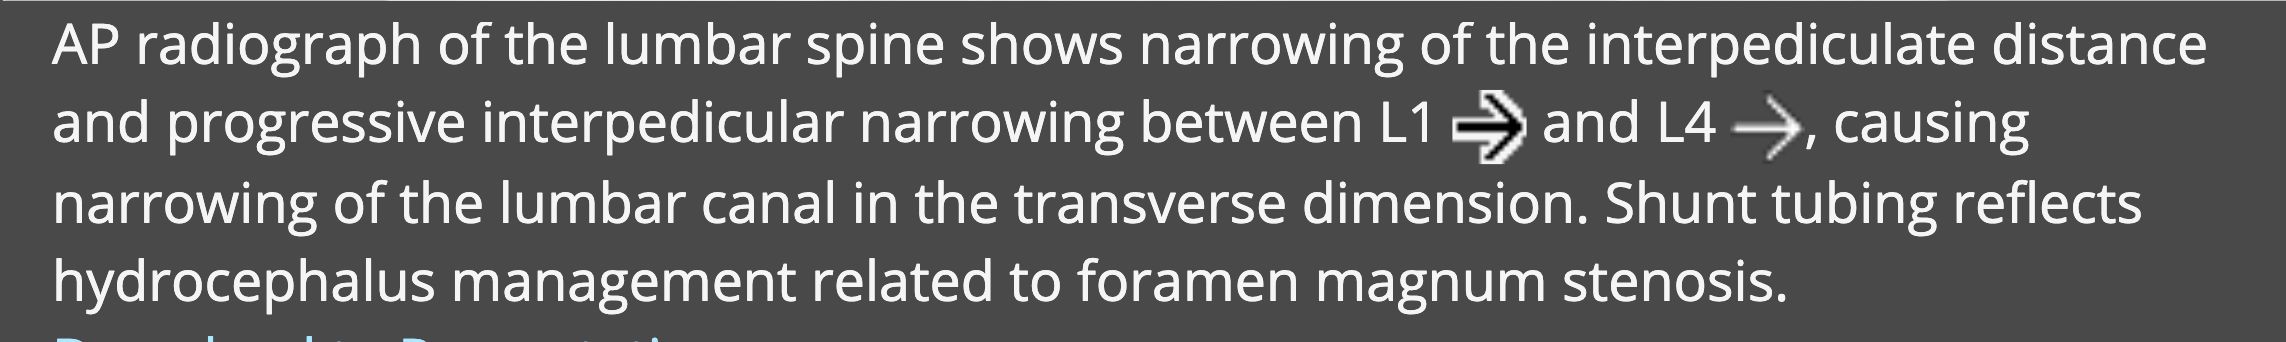 AP radiograph of the lumbar spine shows narrowing of the interpediculate distance
and progressive interpedicular narrowing between L1 and L4 , causing
narrowing of the lumbar canal in the transverse dimension. Shunt tubing reflects
hydrocephalus management related to foramen magnum stenosis.